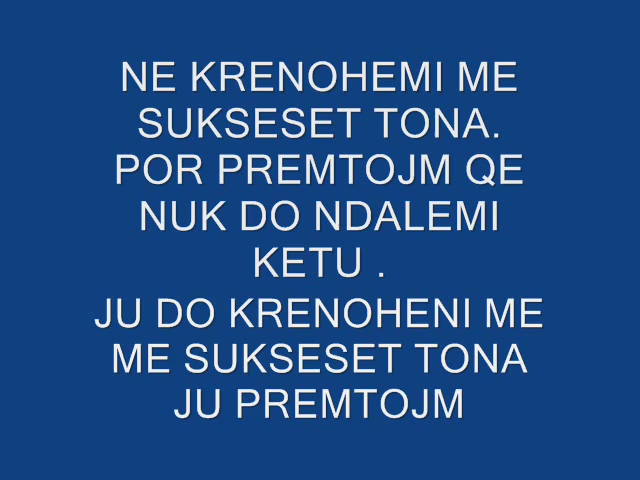 NE KRENOHEMI ME
SUKSESET TONA.
POR PREMTOJM QE
NUK DO NDALEMI
KETU .
JU DO KRENOHENI ME
ME SUKSESET TONA
JU PREMTOJM